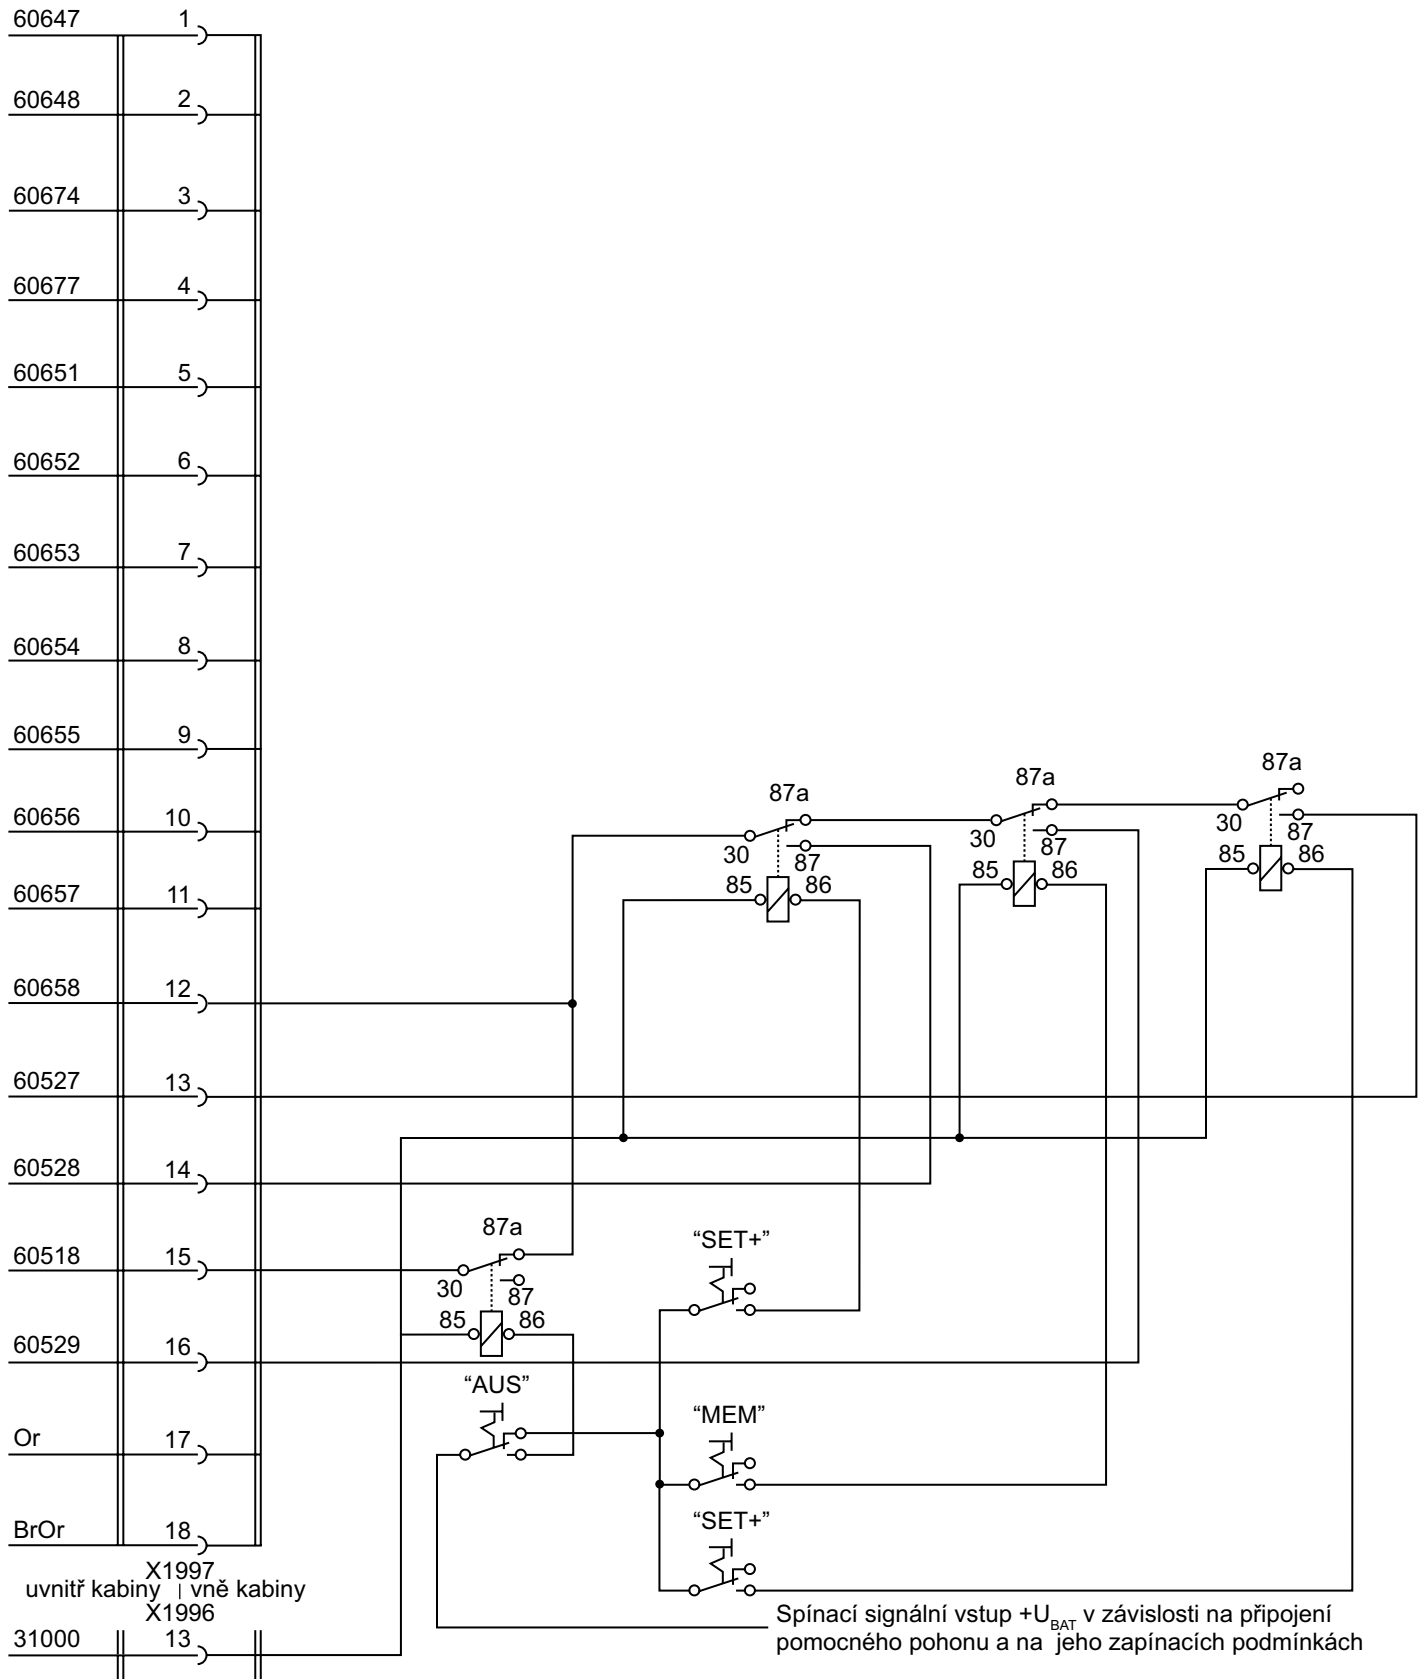 60647 1
60648 2
60674 3
60677 4
60651 5
60652 6
60653 7
60654 8
60655 9
87a
87a
87a
60656 10
30 87
30 87
30 87
85 86
85 86
85 86
60657 11
60658 12
60527 13
60528 14
87a
“SET+”
60518 15
30 87
85 86
60529 16
“AUS”
“MEM”
Or 17
“SET+”
BrOr 18
X1997
uvnitř kabiny | vně kabiny
X1996
31000 13
Spínací signální vstup +UBAT v závislosti na připojení
pomocného pohonu a na jeho zapínacích podmínkách